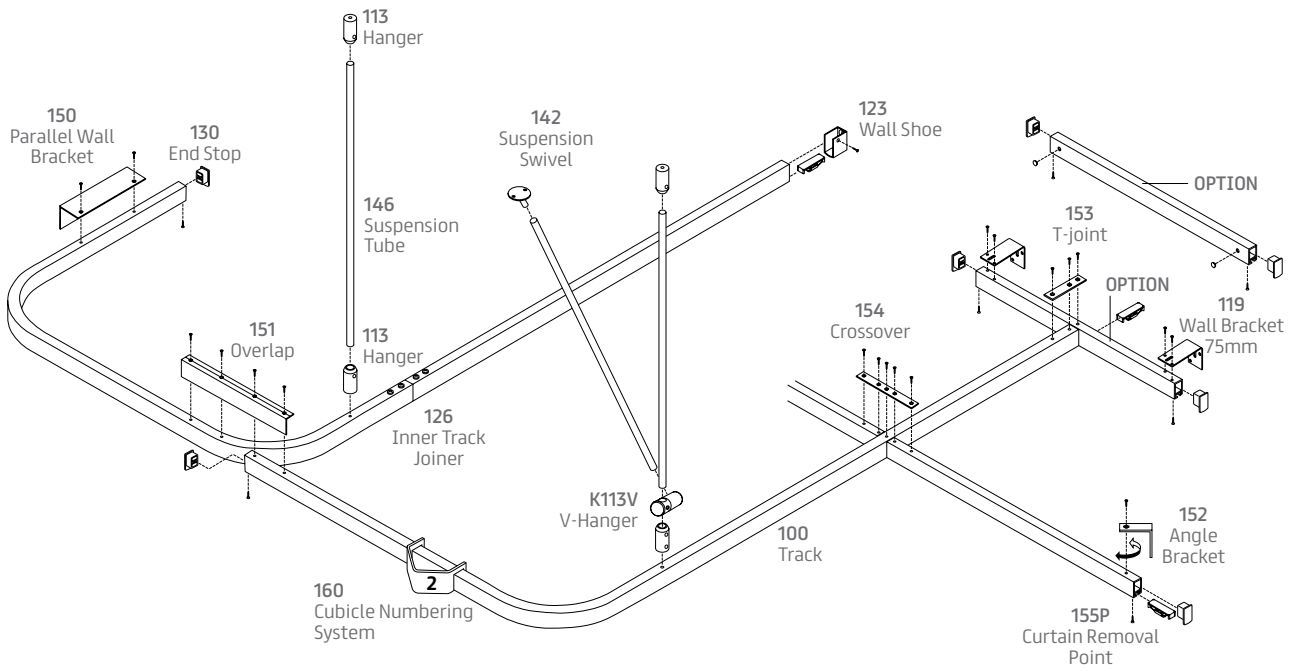 113
Hanger
150
Parallel Wall
Bracket
130
End Stop
142
Suspension
Swivel
123
Wall Shoe
146
Suspension
Tube
OPTION
153
T-joint
OPTION
119
Wall Bracket
75mm
154
Crossover
151
Overlap
113
Hanger
126
Inner Track
Joiner
K113V
V-Hanger
100
Track
152
Angle
Bracket
2
160
Cubicle Numbering
System
155P
Curtain Removal
Point